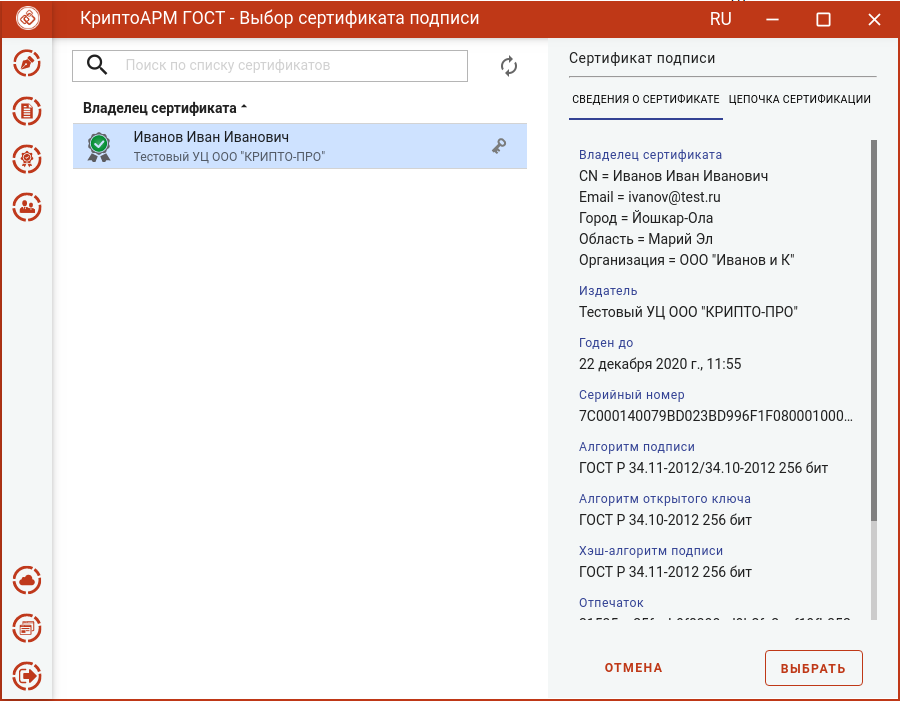 КриптоАРМ ГОСТ - Выбор сертификата подписи
RU
Поиск по списку сертификатов
Владелец сертификата
Иванов Иван Иванович
Тестовый УЦ ООО "КРИПТО-ПРО"
Сертификат подписи
СВЕДЕНИЯ О СЕРТИФИКАТЕ ЦЕПОЧКА СЕРТИФИКАЦИИ
Владелец сертификата
CN = Иванов Иван Иванович
Email = ivanov@test.ru
Город = Йошкар-Ола
Область = Марий Эл
Организация = ООО "Иванов и К"
Издатель
Тестовый УЦ ООО "КРИПТО-ПРО"
Годен до
22 декабря 2020 г., 11:55
Серийный номер
7C000140079BD023BD996F1F080001000...
Алгоритм подписи
ГОСТ Р 34.11-2012/34.10-2012 256 бит
Алгоритм открытого ключа
ГОСТ Р 34.10-2012 256 бит
Хэш-алгоритм подписи
ГОСТ Р 34.11-2012 256 бит
Отпечаток
ОТМЕНА
ВЫБРАТЬ